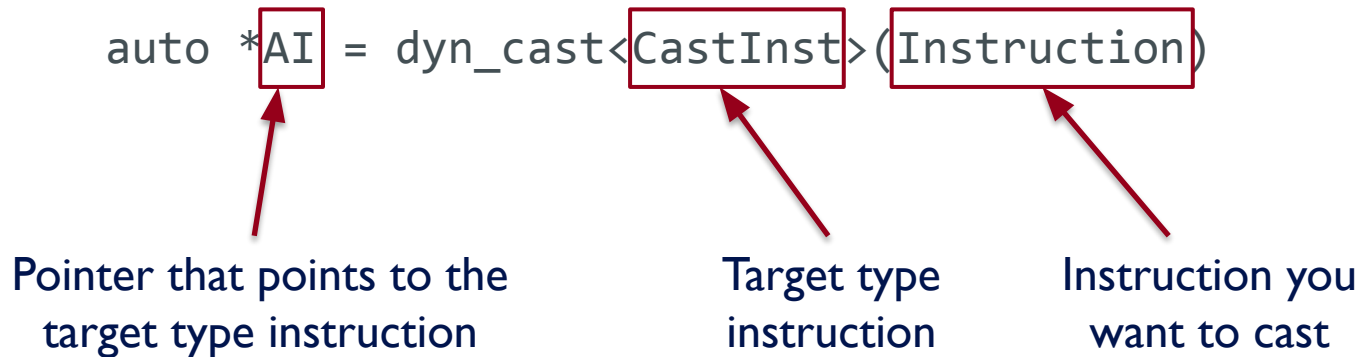 auto *AI = dyn_cast<CastInst>(Instruction)
Pointer that points to the
target type instruction
Target type
instruction
Instruction you
want to cast